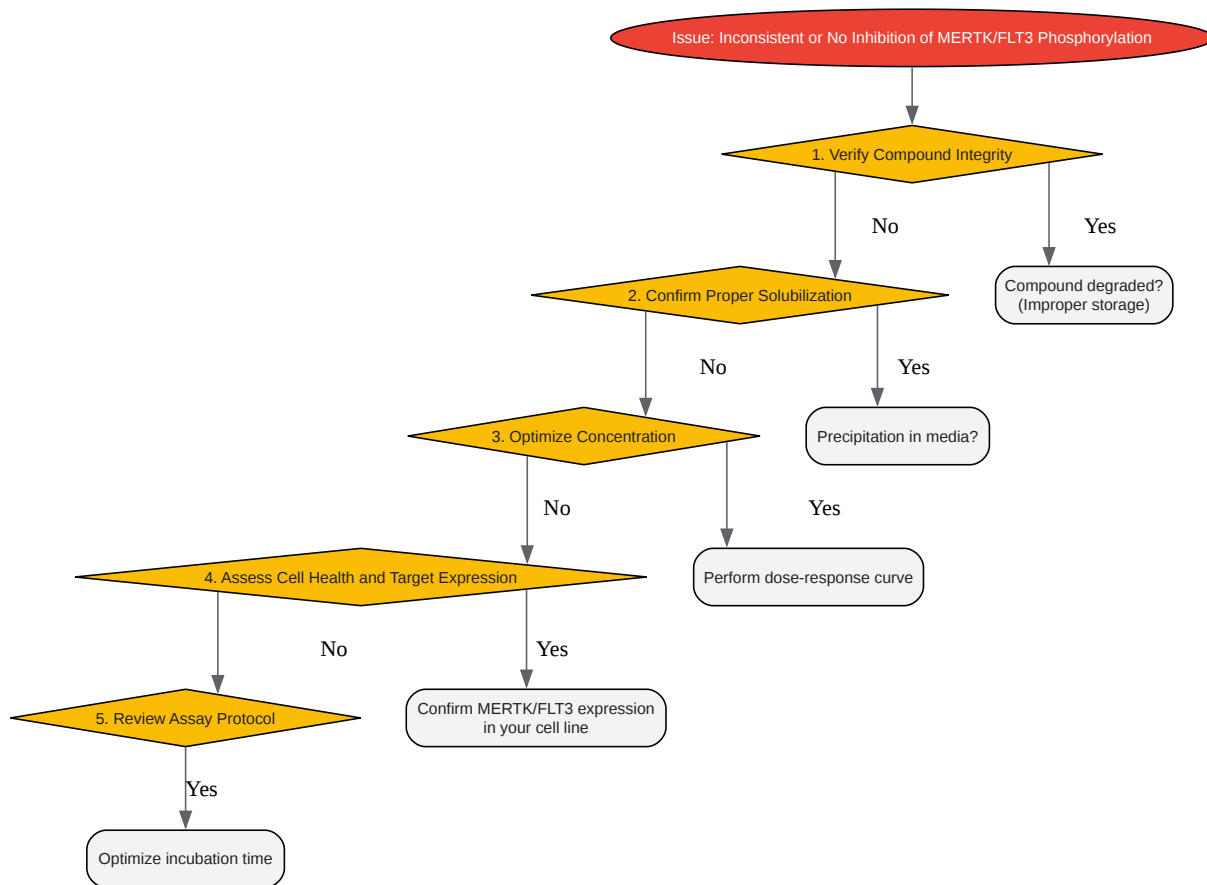 Issue: Inconsistent or No Inhibition of MERTK/FLT3 Phosphorylation
1. Verify Compound Integrity
No
Yes
2. Confirm Proper Solubilization
Compound degraded?
(Improper storage)
No
Yes
3. Optimize Concentration
Precipitation in media?
No
Yes
4. Assess Cell Health and Target Expression
Perform dose-response curve
No
Yes
5. Review Assay Protocol
Confirm MERTK/FLT3 expression
in your cell line
Yes
Optimize incubation time